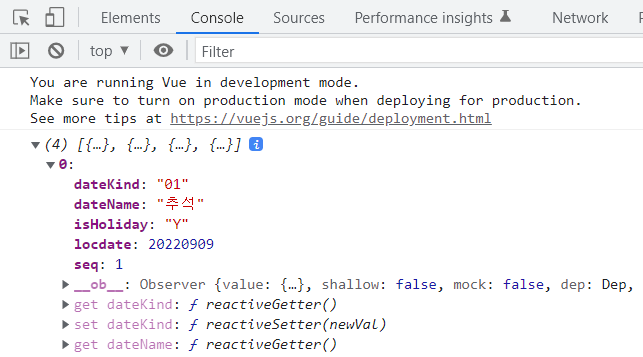 Elements Console Sources Performance insights Network P
top Filter
You are running Vue in development mode.
Make sure to turn on production mode when deploying for production.
See more tips at https://vuejs.org/guide/deployment.html
(4) [{…}, {…}, {…}, {…}] i
0:
dateKind: "01"
dateName: "추석"
isHoliday: "Y"
locdate: 20220909
seq: 1
__ob__: Observer {value: {…}, shallow: false, mock: false, dep: Dep,
get dateKind: ƒ reactiveGetter()
set dateKind: ƒ reactiveSetter(newVal)
get dateName: ƒ reactiveGetter()